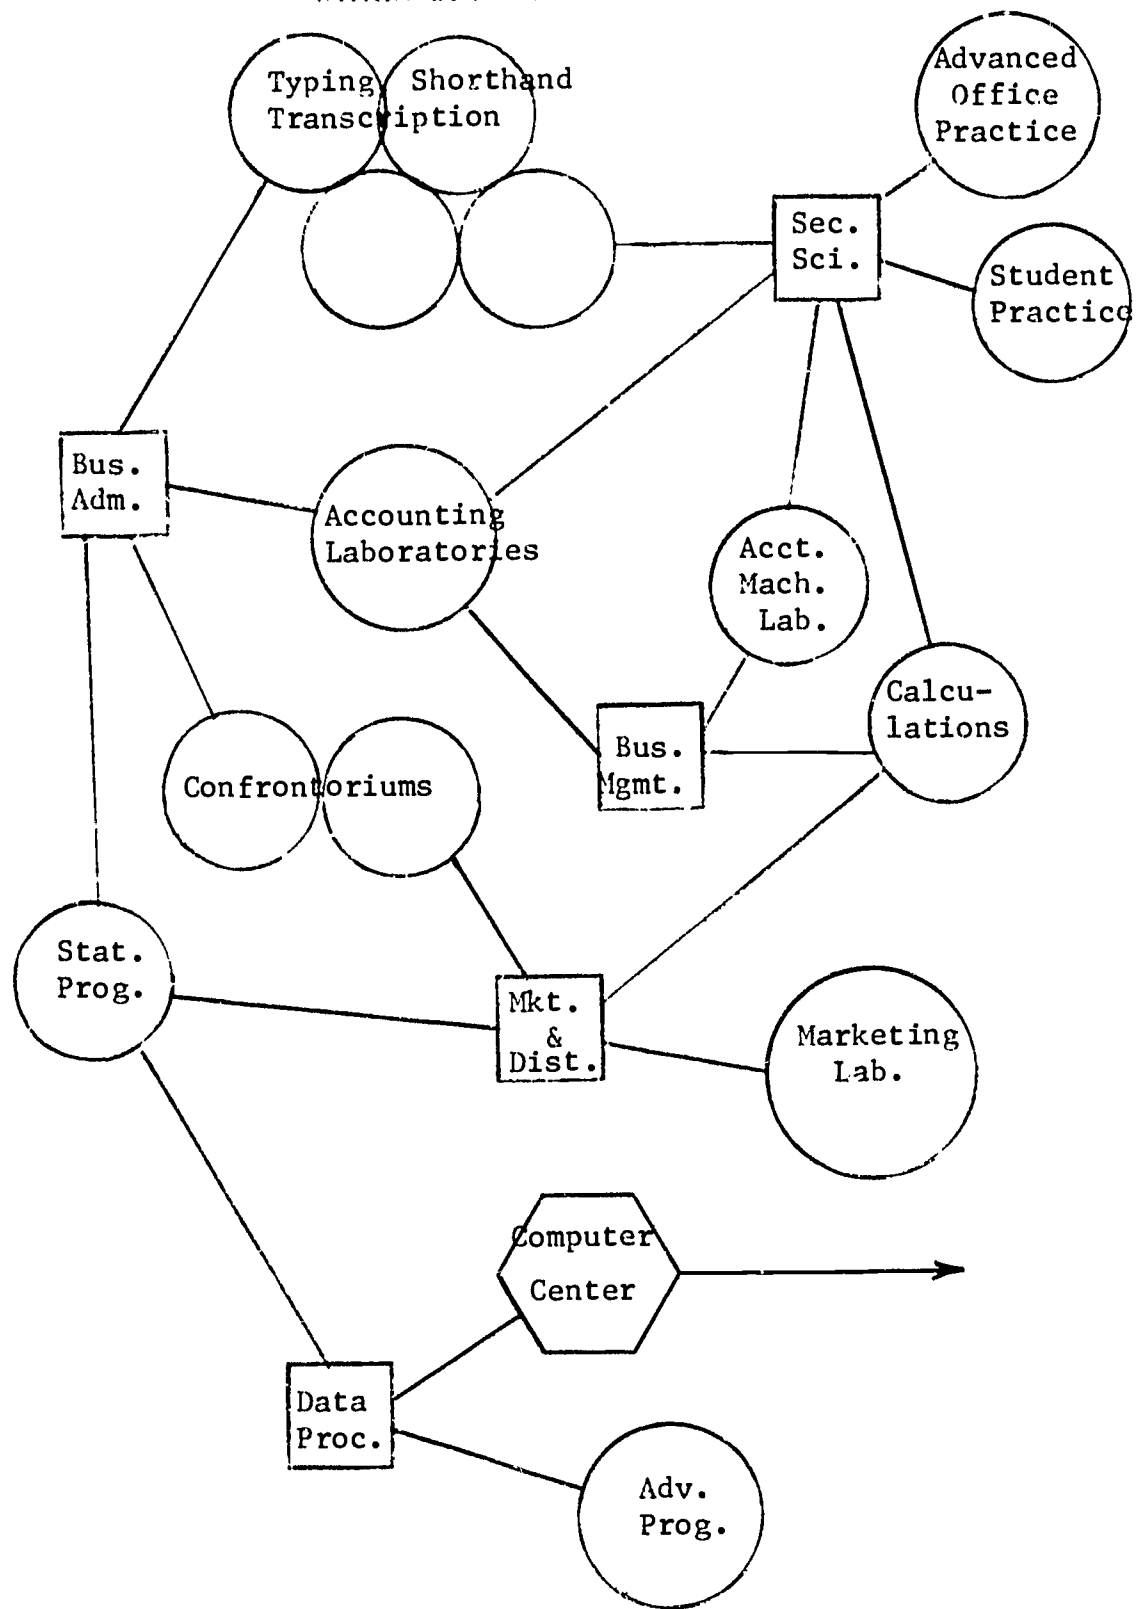 Typing Shorthand
Transcription
Advanced
Office
Practice
Sec.
Sci.
Student
Practice
Bus.
Adm.
Accounting
Laboratories
Acct.
Mach.
Lab.
Calcu-
lations
Bus.
Mgmt.
Confrontoriums
Stat.
Prog.
Mkt.
&
Dist.
Marketing
Lab.
Computer
Center
Data
Proc.
Adv.
Prog.